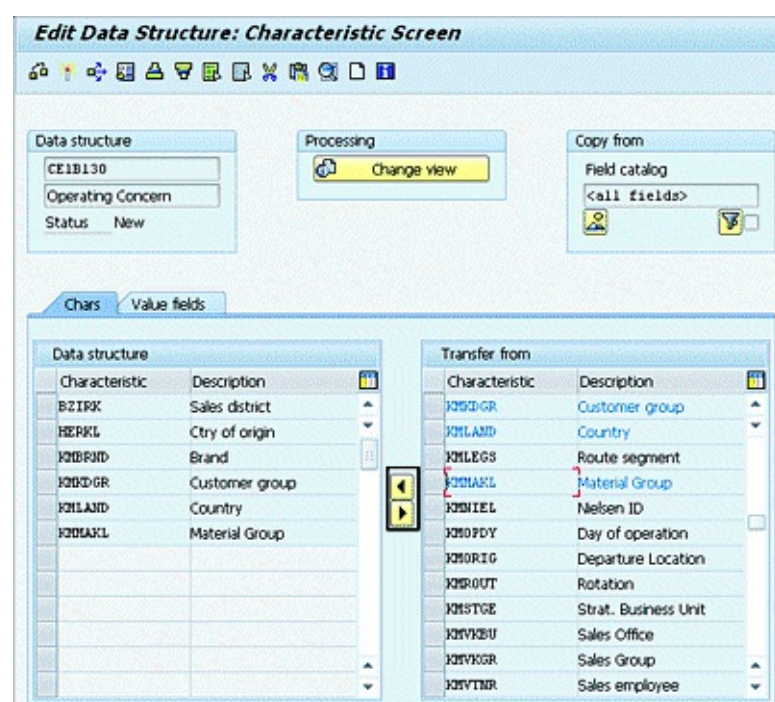 Edit Data Structure: Characteristic Screen
Data structure
CE1B130
Operating Concern
Status New
Processing
Change view
Copy from
Field catalog
<all fields>
Chars Value fields
Data structure
Characteristic Description
BZIRK Sales district
HERKL Ctry of origin
KMBRND Brand
KMKDGR Customer group
KMLAND Country
KMMAKL Material Group
Transfer from
Characteristic Description
KMKDGR Customer group
KMLAND Country
KMLEGS Route segment
KMMAKL Material Group
KMNIEL Nielsen ID
KMOPDY Day of operation
KMORIG Departure Location
KMROUT Rotation
KMSTGE Strat. Business Unit
KMVKBU Sales Office
KMVKGR Sales Group
KMVTNR Sales employee